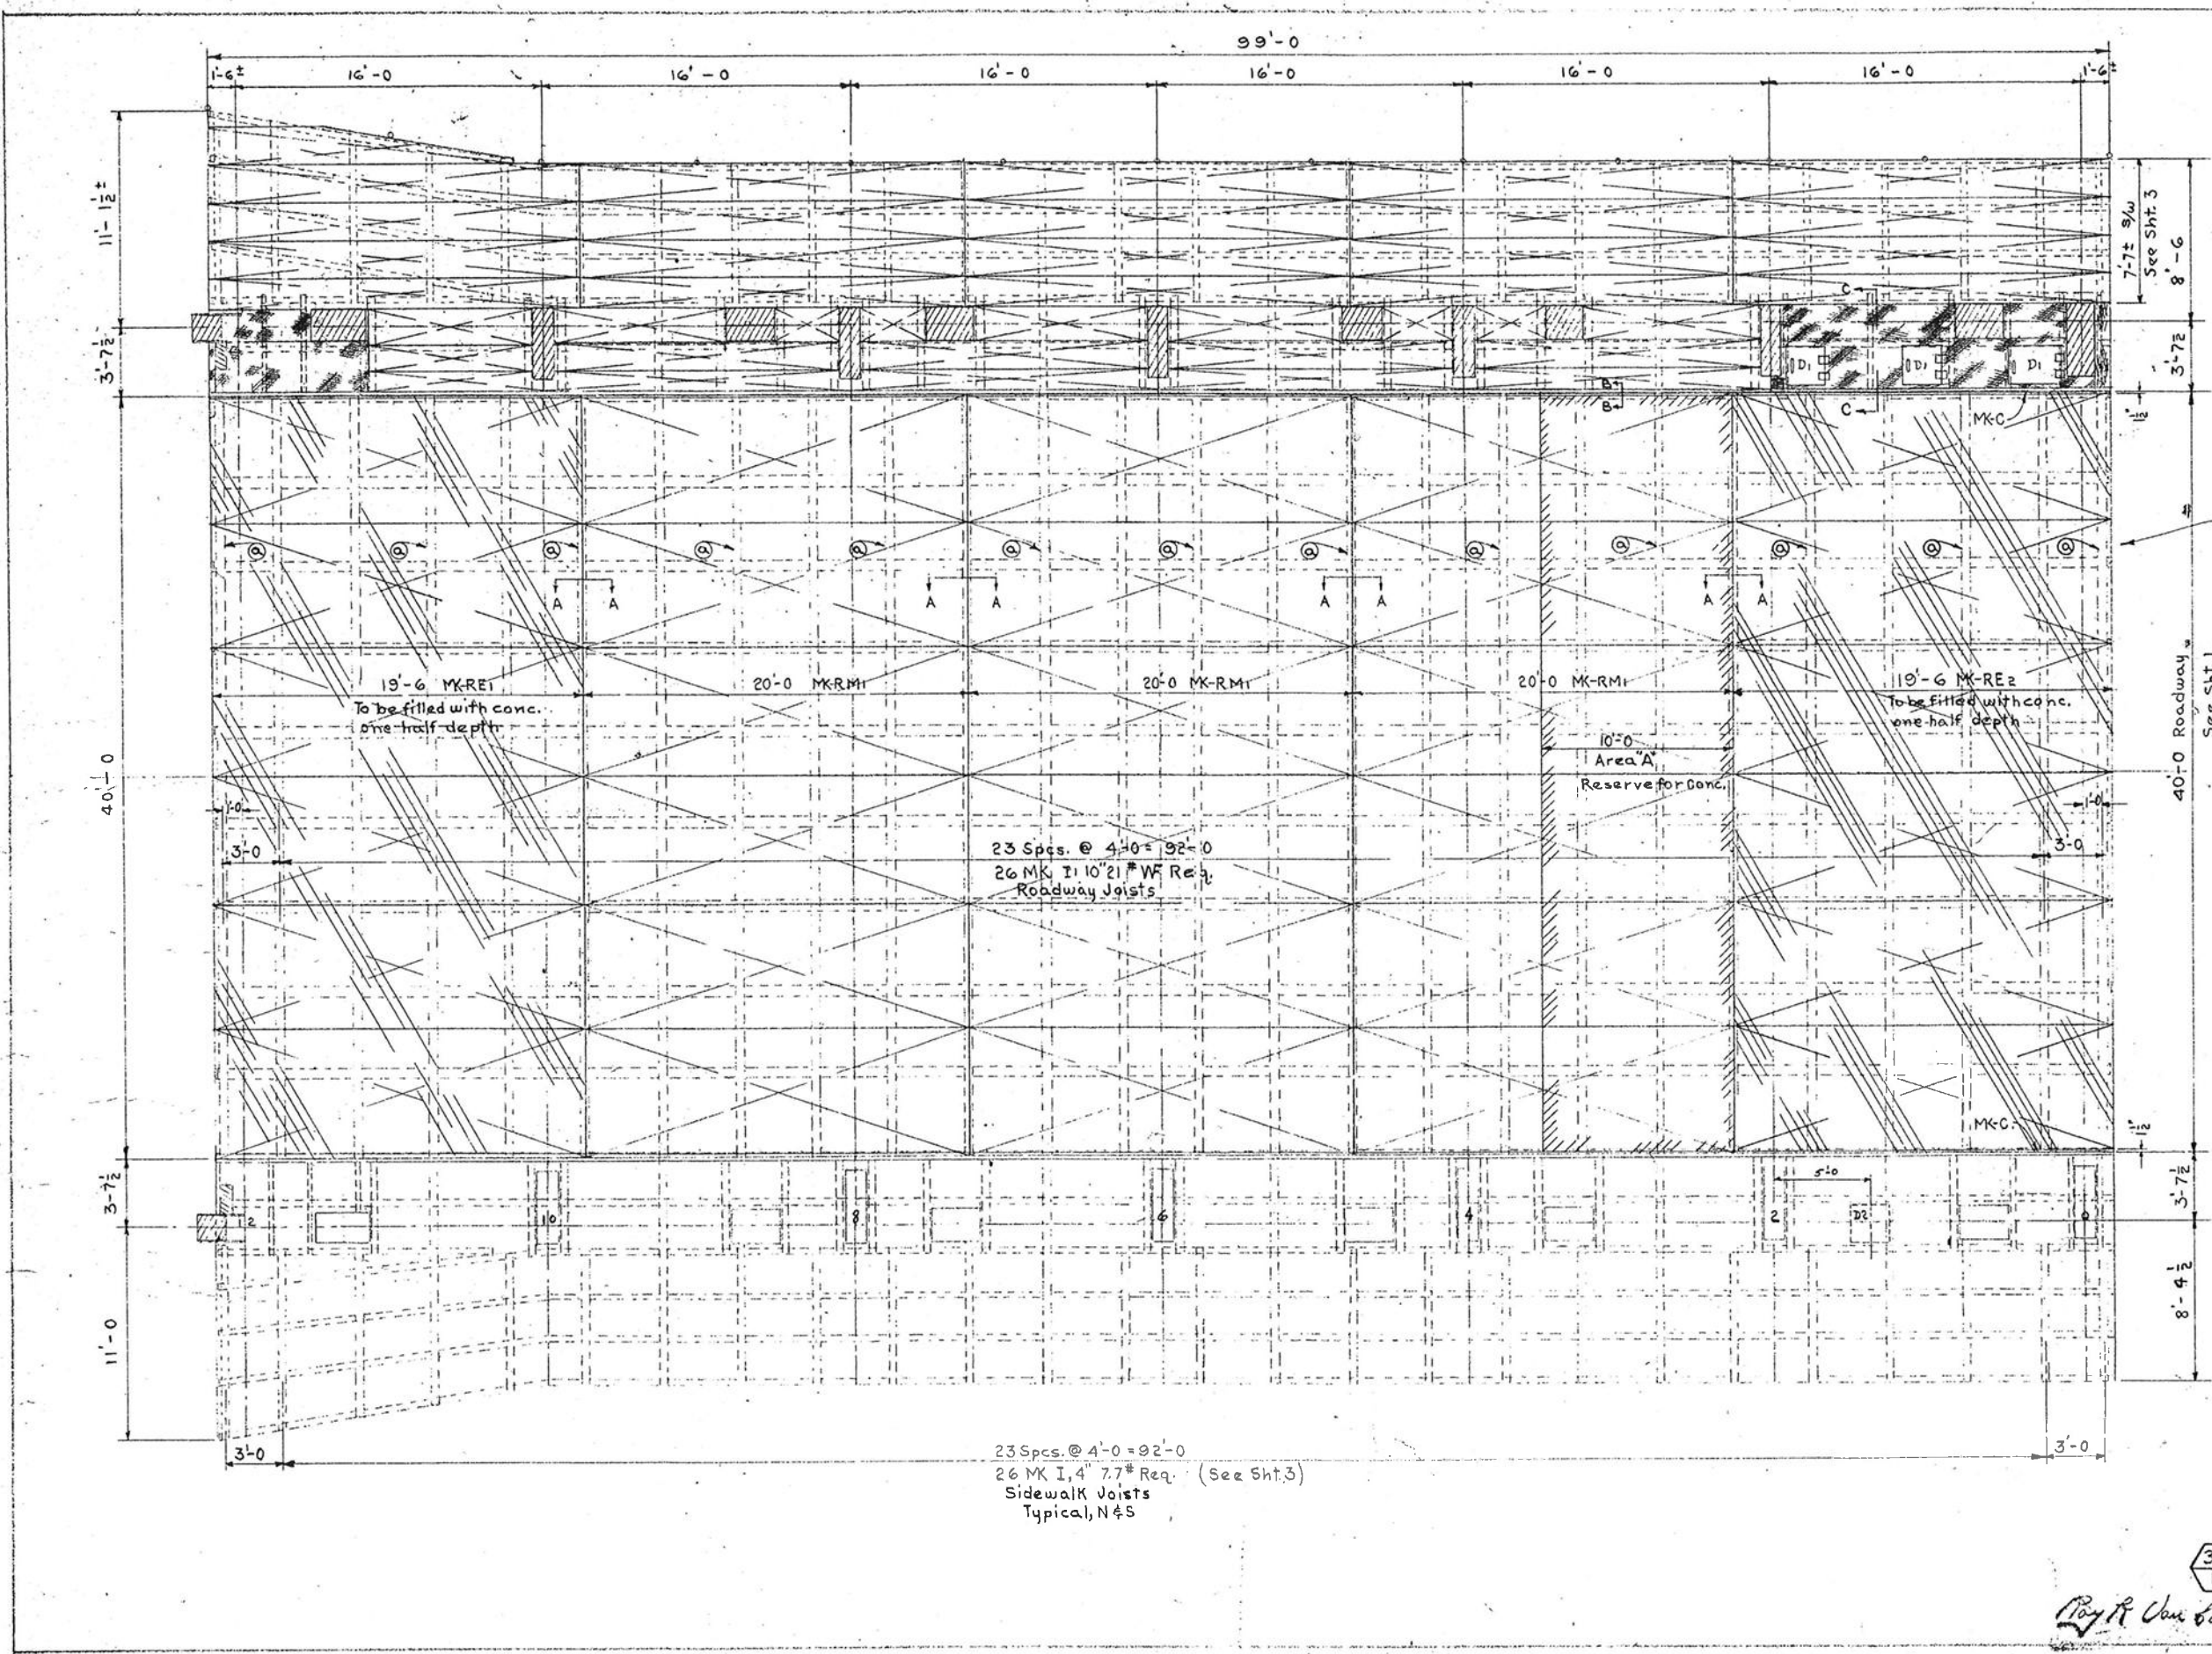 99'-0
1'-6±
16'-0
16'-0
16'-0
16'-0
16'-0
16'-0
1'-6±
11'-1½±
7'-7± s/w
See Sht. 3
8'-6
3'-7½
3'-7½
C
D1
D1
D1
B
B
C
MK-C
1½"
@ @ @ @ @ @ @ @ @ @ @ @ @
A A
A A
A A
A A
19'-6 MK-RE1
To be filled with conc.
one-half depth
20'-0 MK-RM1
20'-0 MK-RM1
20'-0 MK-RM1
19'-6 MK-RE2
To be filled with conc.
one-half depth
10'-0
Area "A"
Reserve for Conc.
40'-0
40'-0 Roadway
See Sht. 1
1'-0
1'-0
3'-0
3'-0
23 Spcs. @ 4'-0 = 92'-0
26 MK I1 10" 21# WF Req.
Roadway Joists
MK-C
1½"
3'-7½
5'-0
3'-7½
12
10
8
6
4
2
D2
0
11'-0
8'-4½
3'-0
3'-0
23 Spcs. @ 4'-0 = 92'-0
26 MK I, 4" 7.7# Req. (See Sht. 3)
Sidewalk Joists
Typical, N & S
3
Roy R Van